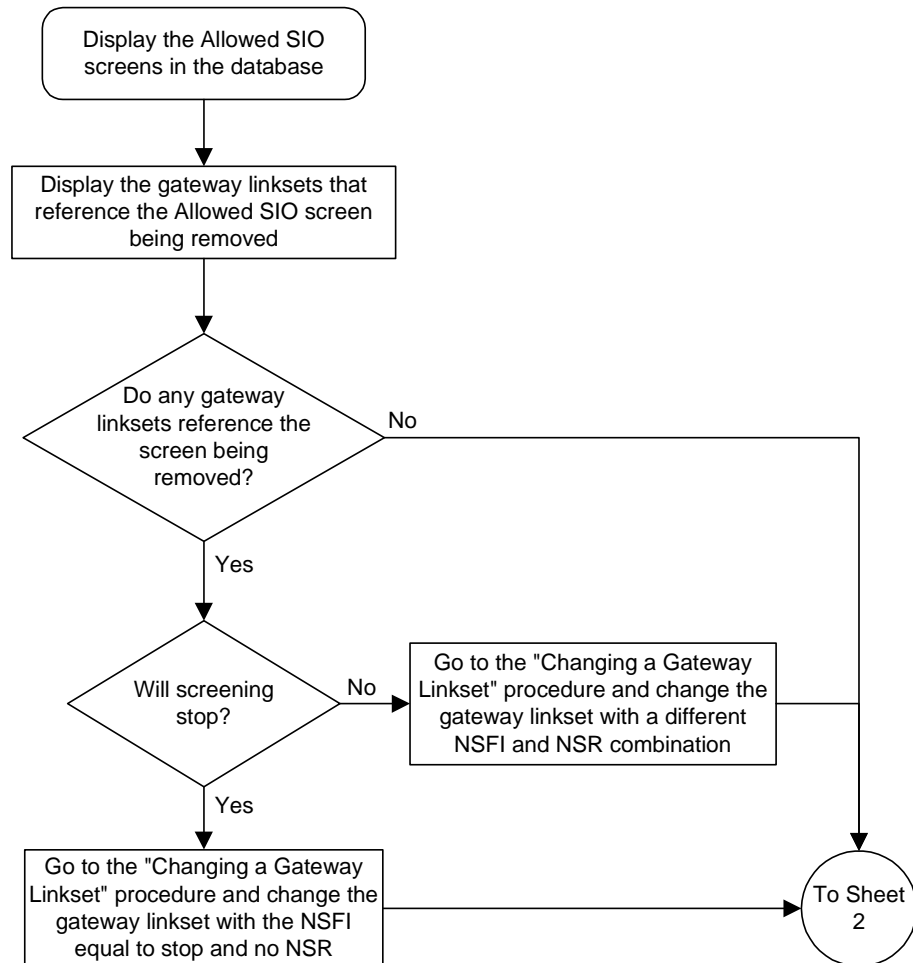 Display the Allowed SIO
screens in the database
Display the gateway linksets that
reference the Allowed SIO screen
being removed
Do any gateway
linksets reference the
screen being
removed?
No
Yes
Will screening
stop?
No
Go to the "Changing a Gateway
Linkset" procedure and change the
gateway linkset with a different
NSFI and NSR combination
Yes
Go to the "Changing a Gateway
Linkset" procedure and change the
gateway linkset with the NSFI
equal to stop and no NSR
To Sheet
2